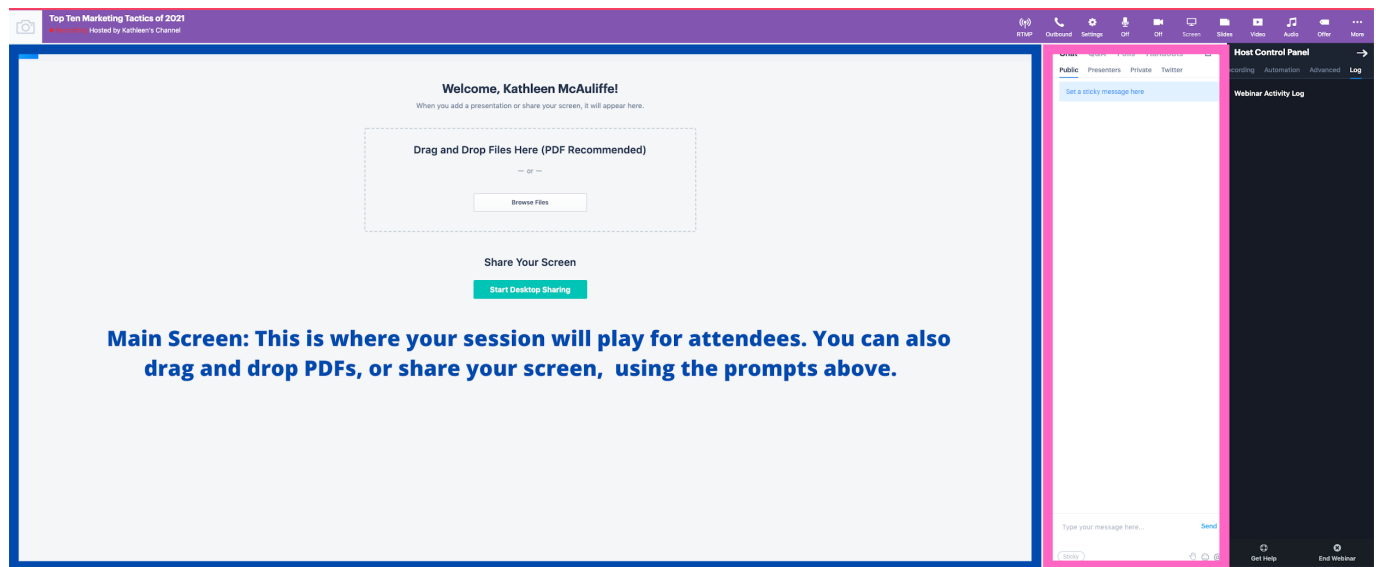 Top Ten Marketing Tactics of 2021
Hosted by Kathleen's Channel
RTMP Outbound Settings Off Off Screen Slides Video Audio Offer More
Welcome, Kathleen McAuliffe!
When you add a presentation or share your screen, it will appear here.
Drag and Drop Files Here (PDF Recommended)
— or —
Browse Files
Share Your Screen
Start Desktop Sharing
Main Screen: This is where your session will play for attendees. You can also
drag and drop PDFs, or share your screen, using the prompts above.
Chat Q&A Polls Handouts
Public Presenters Private Twitter
Set a sticky message here
Type your message here... Send
Sticky
Host Control Panel
Automation Advanced Log
Webinar Activity Log
Get Help End Webinar